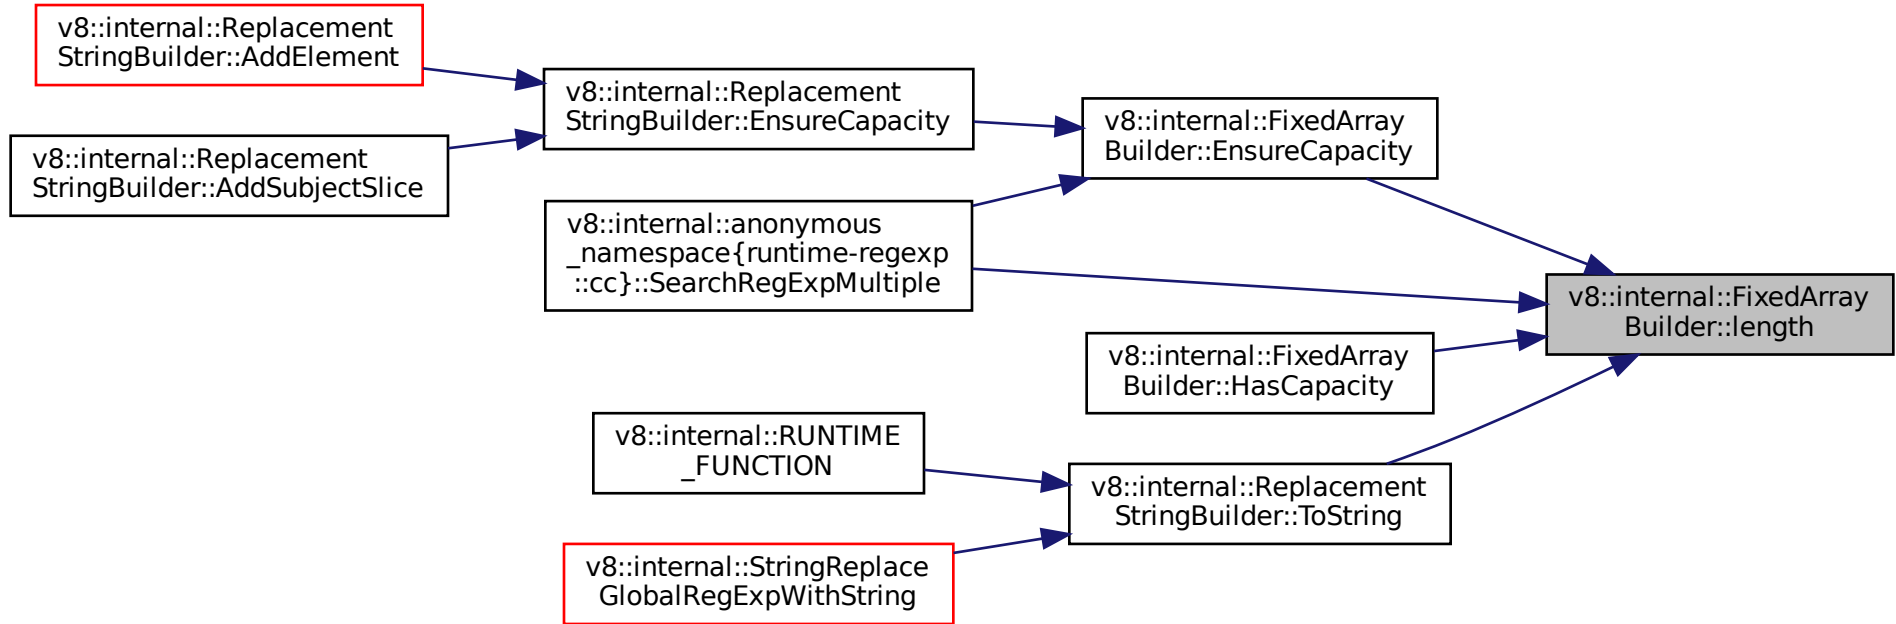 v8::internal::Replacement
StringBuilder::AddElement
v8::internal::Replacement
StringBuilder::AddSubjectSlice
v8::internal::Replacement
StringBuilder::EnsureCapacity
v8::internal::anonymous
_namespace{runtime-regexp
::cc}::SearchRegExpMultiple
v8::internal::RUNTIME
_FUNCTION
v8::internal::StringReplace
GlobalRegExpWithString
v8::internal::FixedArray
Builder::EnsureCapacity
v8::internal::FixedArray
Builder::HasCapacity
v8::internal::Replacement
StringBuilder::ToString
v8::internal::FixedArray
Builder::length